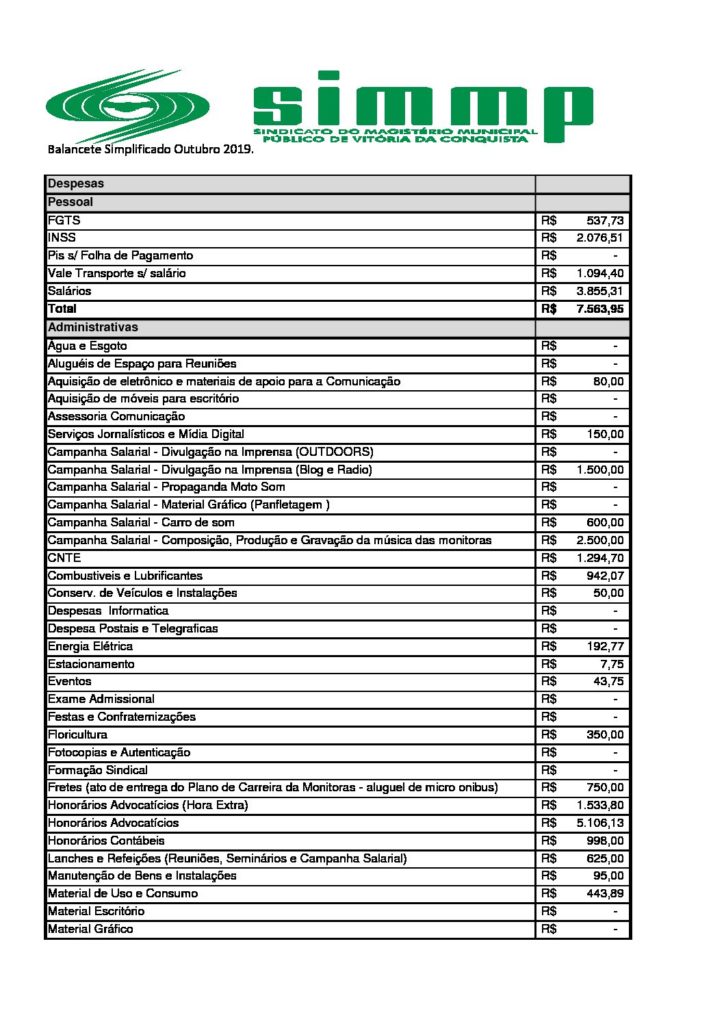 simmp
SINDICATO DO MAGISTÉRIO MUNICIPAL
PÚBLICO DE VITÓRIA DA CONQUISTA
Balancete Simplificado Outubro 2019.
Despesas
Pessoal
FGTS R$ 537,73
INSS R$ 2.076,51
Pis s/ Folha de Pagamento R$ -
Vale Transporte s/ salário R$ 1.094,40
Salários R$ 3.855,31
Total R$ 7.563,95
Administrativas
Água e Esgoto R$ -
Aluguéis de Espaço para Reuniões R$ -
Aquisição de eletrônico e materiais de apoio para a Comunicação R$ 80,00
Aquisição de móveis para escritório R$ -
Assessoria Comunicação R$ -
Serviços Jornalísticos e Mídia Digital R$ 150,00
Campanha Salarial - Divulgação na Imprensa (OUTDOORS) R$ -
Campanha Salarial - Divulgação na Imprensa (Blog e Radio) R$ 1.500,00
Campanha Salarial - Propaganda Moto Som R$ -
Campanha Salarial - Material Gráfico (Panfletagem ) R$ -
Campanha Salarial - Carro de som R$ 600,00
Campanha Salarial - Composição, Produção e Gravação da música das monitoras R$ 2.500,00
CNTE R$ 1.294,70
Combustiveis e Lubrificantes R$ 942,07
Conserv. de Veículos e Instalações R$ 50,00
Despesas Informatica R$ -
Despesa Postais e Telegraficas R$ -
Energia Elétrica R$ 192,77
Estacionamento R$ 7,75
Eventos R$ 43,75
Exame Admissional R$ -
Festas e Confraternizações R$ -
Floricultura R$ 350,00
Fotocopias e Autenticação R$ -
Formação Sindical R$ -
Fretes (ato de entrega do Plano de Carreira da Monitoras - aluguel de micro onibus) R$ 750,00
Honorários Advocatícios (Hora Extra) R$ 1.533,80
Honorários Advocatícios R$ 5.106,13
Honorários Contábeis R$ 998,00
Lanches e Refeições (Reuniões, Seminários e Campanha Salarial) R$ 625,00
Manutenção de Bens e Instalações R$ 95,00
Material de Uso e Consumo R$ 443,89
Material Escritório R$ -
Material Gráfico R$ -